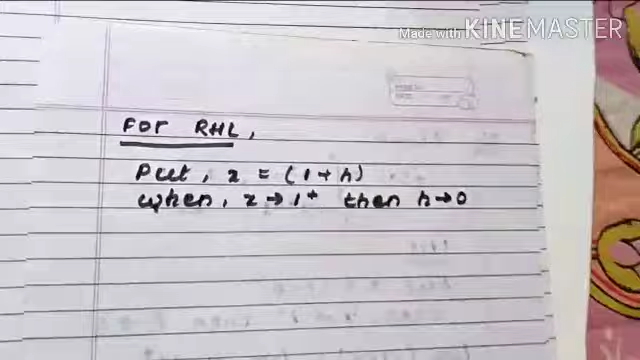 Made with KINEMASTER
For RHL,
Put, x = (1+h)
when, x→1⁺ then h→0